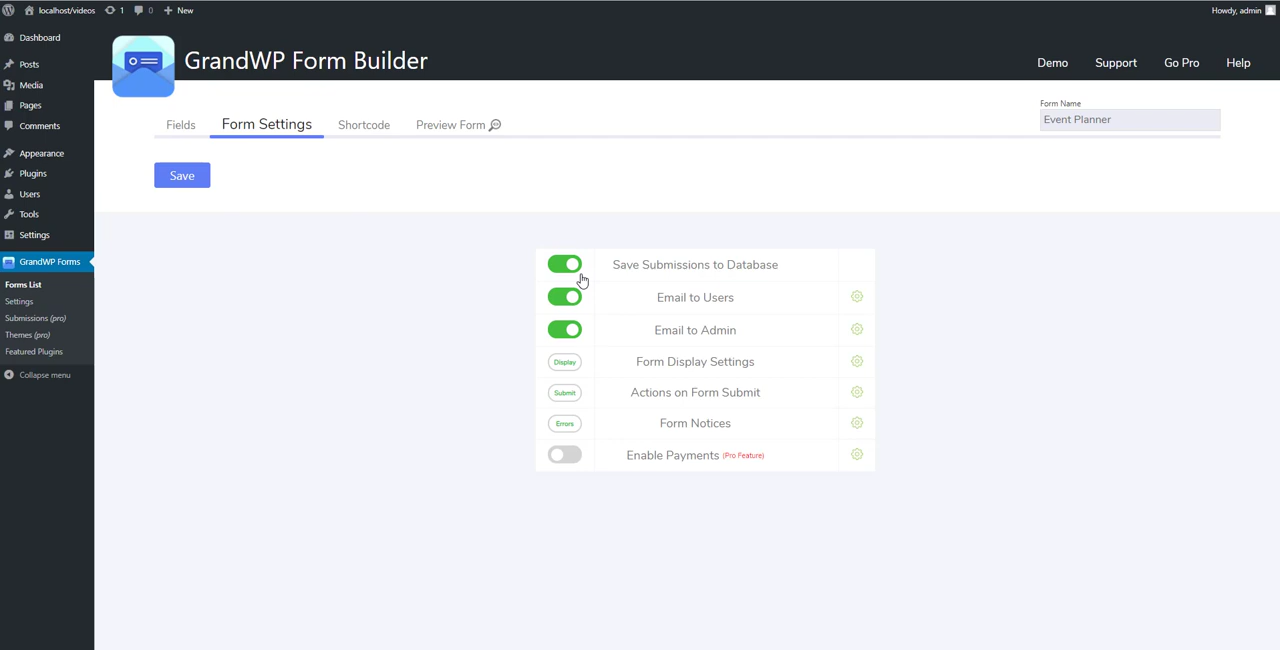 localhost/videos 1 0 New
Howdy, admin
Dashboard
Posts
Media
Pages
Comments
Appearance
Plugins
Users
Tools
Settings
GrandWP Forms
Forms List
Settings
Submissions (pro)
Themes (pro)
Featured Plugins
Collapse menu
GrandWP Form Builder
Demo Support Go Pro Help
Fields Form Settings Shortcode Preview Form
Form Name
Event Planner
Save
Save Submissions to Database
Email to Users
Email to Admin
Display Form Display Settings
Submit Actions on Form Submit
Errors Form Notices
Enable Payments (Pro Feature)